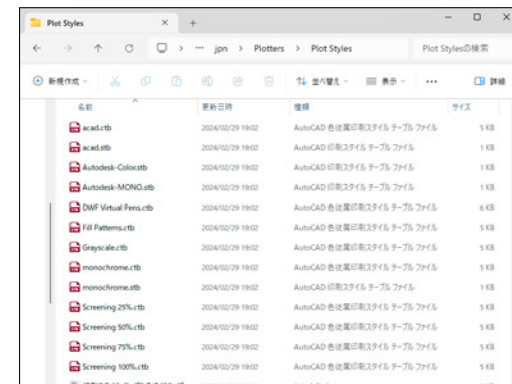 Plot Styles
jpn > Plotters > Plot Styles
Plot Stylesの検索
新規作成
並べ替え
表示
詳細
名前 更新日時 種類 サイズ
acad.ctb 2024/02/29 19:02 AutoCAD 色従属印刷スタイル テーブル ファイル 5 KB
acad.stb 2024/02/29 19:02 AutoCAD 印刷スタイル テーブル ファイル 1 KB
Autodesk-Color.stb 2024/02/29 19:02 AutoCAD 印刷スタイル テーブル ファイル 1 KB
Autodesk-MONO.stb 2024/02/29 19:02 AutoCAD 印刷スタイル テーブル ファイル 1 KB
DWF Virtual Pens.ctb 2024/02/29 19:02 AutoCAD 色従属印刷スタイル テーブル ファイル 6 KB
Fill Patterns.ctb 2024/02/29 19:02 AutoCAD 色従属印刷スタイル テーブル ファイル 5 KB
Grayscale.ctb 2024/02/29 19:02 AutoCAD 色従属印刷スタイル テーブル ファイル 5 KB
monochrome.ctb 2024/02/29 19:02 AutoCAD 色従属印刷スタイル テーブル ファイル 5 KB
monochrome.stb 2024/02/29 19:02 AutoCAD 印刷スタイル テーブル ファイル 1 KB
Screening 25%.ctb 2024/02/29 19:02 AutoCAD 色従属印刷スタイル テーブル ファイル 5 KB
Screening 50%.ctb 2024/02/29 19:02 AutoCAD 色従属印刷スタイル テーブル ファイル 5 KB
Screening 75%.ctb 2024/02/29 19:02 AutoCAD 色従属印刷スタイル テーブル ファイル 5 KB
Screening 100%.ctb 2024/02/29 19:02 AutoCAD 色従属印刷スタイル テーブル ファイル 5 KB